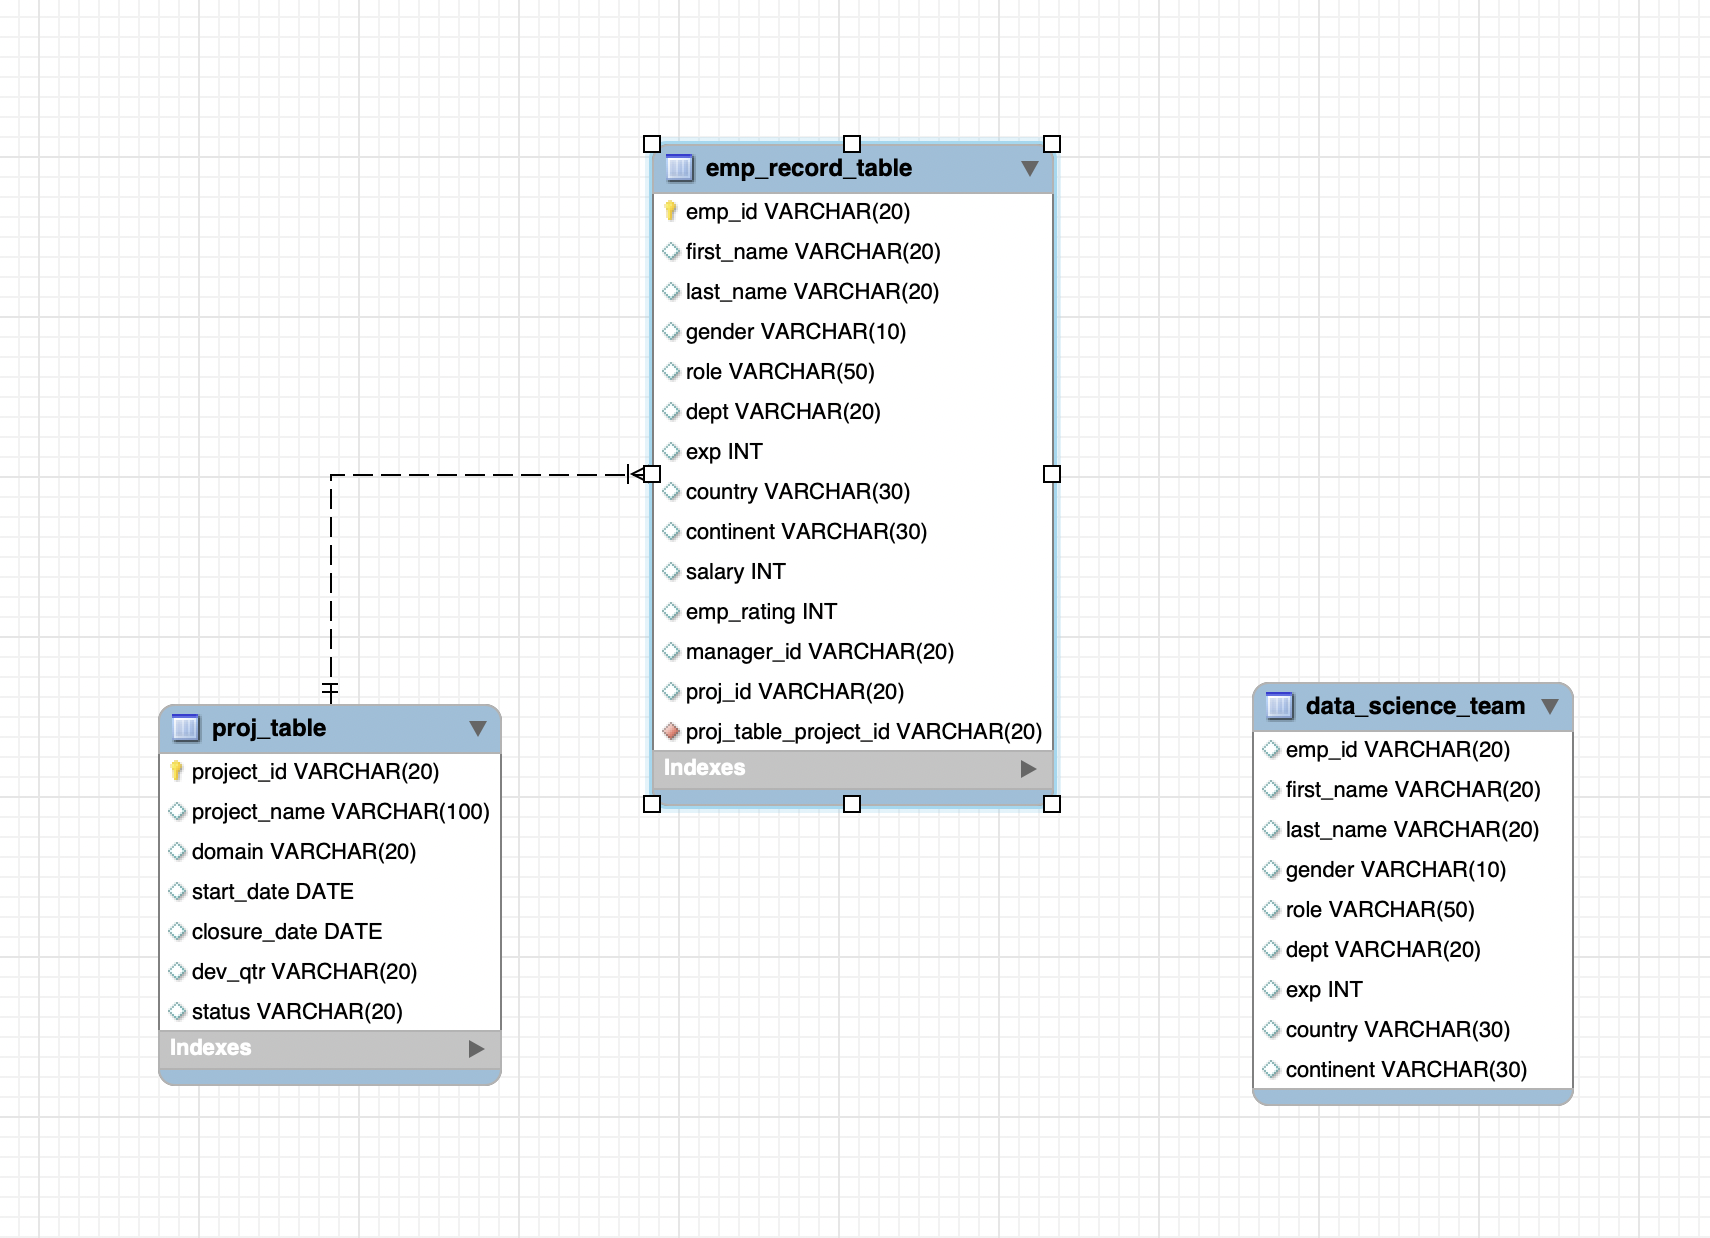 emp_record_table
emp_id VARCHAR(20)
first_name VARCHAR(20)
last_name VARCHAR(20)
gender VARCHAR(10)
role VARCHAR(50)
dept VARCHAR(20)
exp INT
country VARCHAR(30)
continent VARCHAR(30)
salary INT
emp_rating INT
manager_id VARCHAR(20)
proj_id VARCHAR(20)
proj_table_project_id VARCHAR(20)
Indexes
proj_table
project_id VARCHAR(20)
project_name VARCHAR(100)
domain VARCHAR(20)
start_date DATE
closure_date DATE
dev_qtr VARCHAR(20)
status VARCHAR(20)
Indexes
data_science_team
emp_id VARCHAR(20)
first_name VARCHAR(20)
last_name VARCHAR(20)
gender VARCHAR(10)
role VARCHAR(50)
dept VARCHAR(20)
exp INT
country VARCHAR(30)
continent VARCHAR(30)